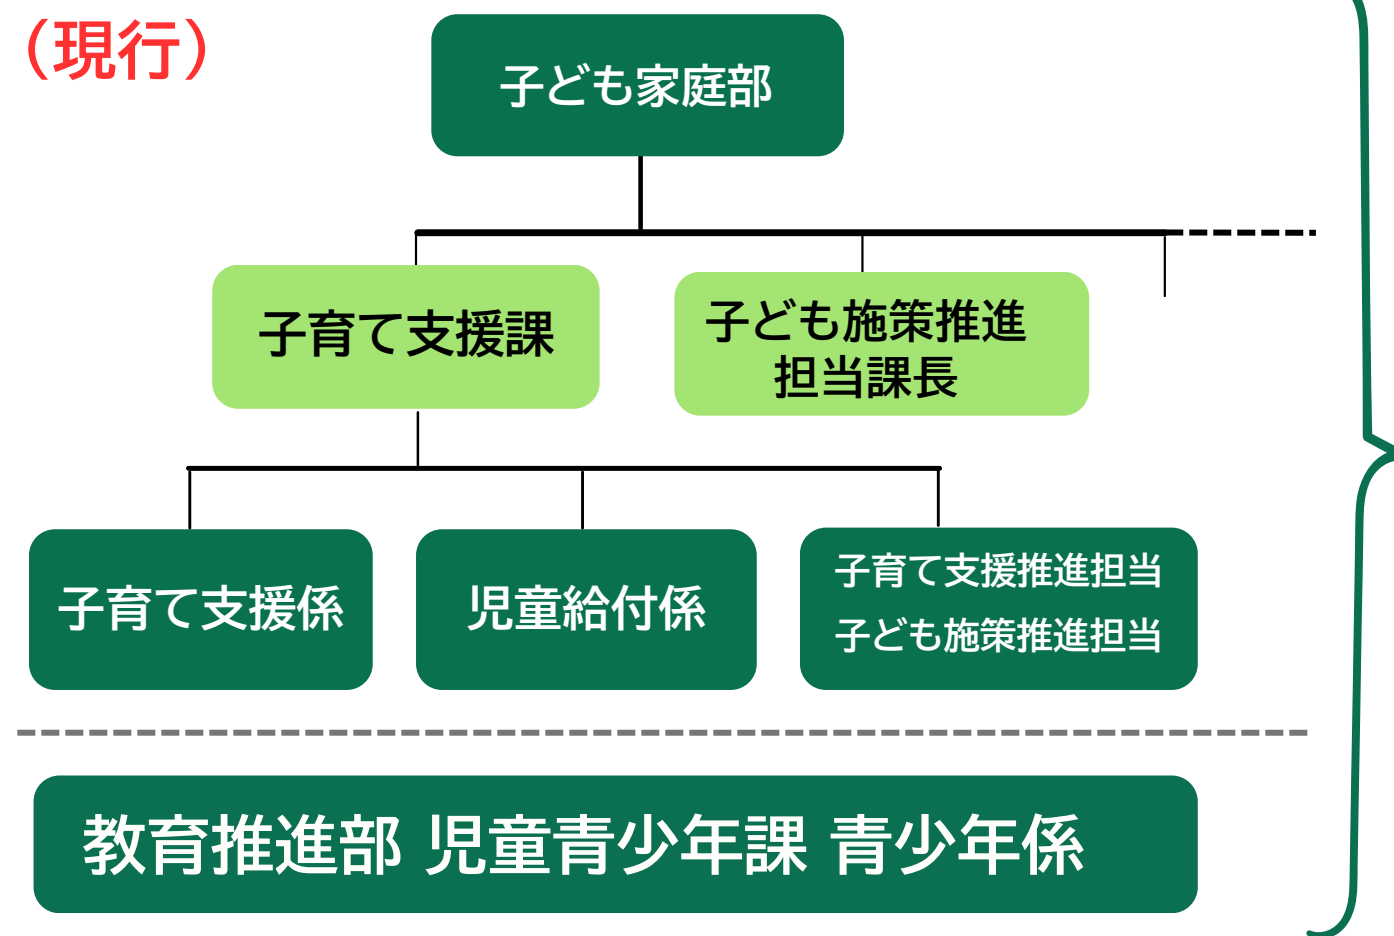 （現行）
子ども家庭部
子育て支援課
子ども施策推進
担当課長
子育て支援係
児童給付係
子育て支援推進担当
子ども施策推進担当
教育推進部 児童青少年課 青少年係